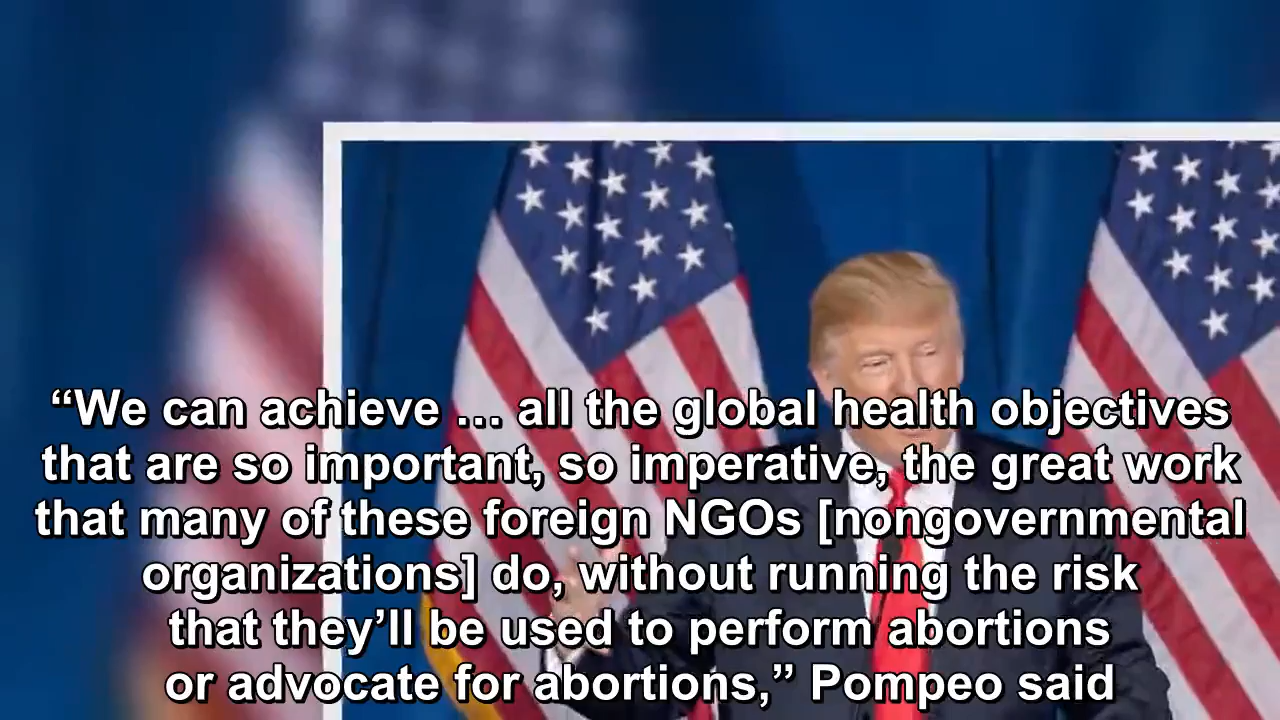 “We can achieve … all the global health objectives
that are so important, so imperative, the great work
that many of these foreign NGOs [nongovernmental
organizations] do, without running the risk
that they’ll be used to perform abortions
or advocate for abortions,” Pompeo said